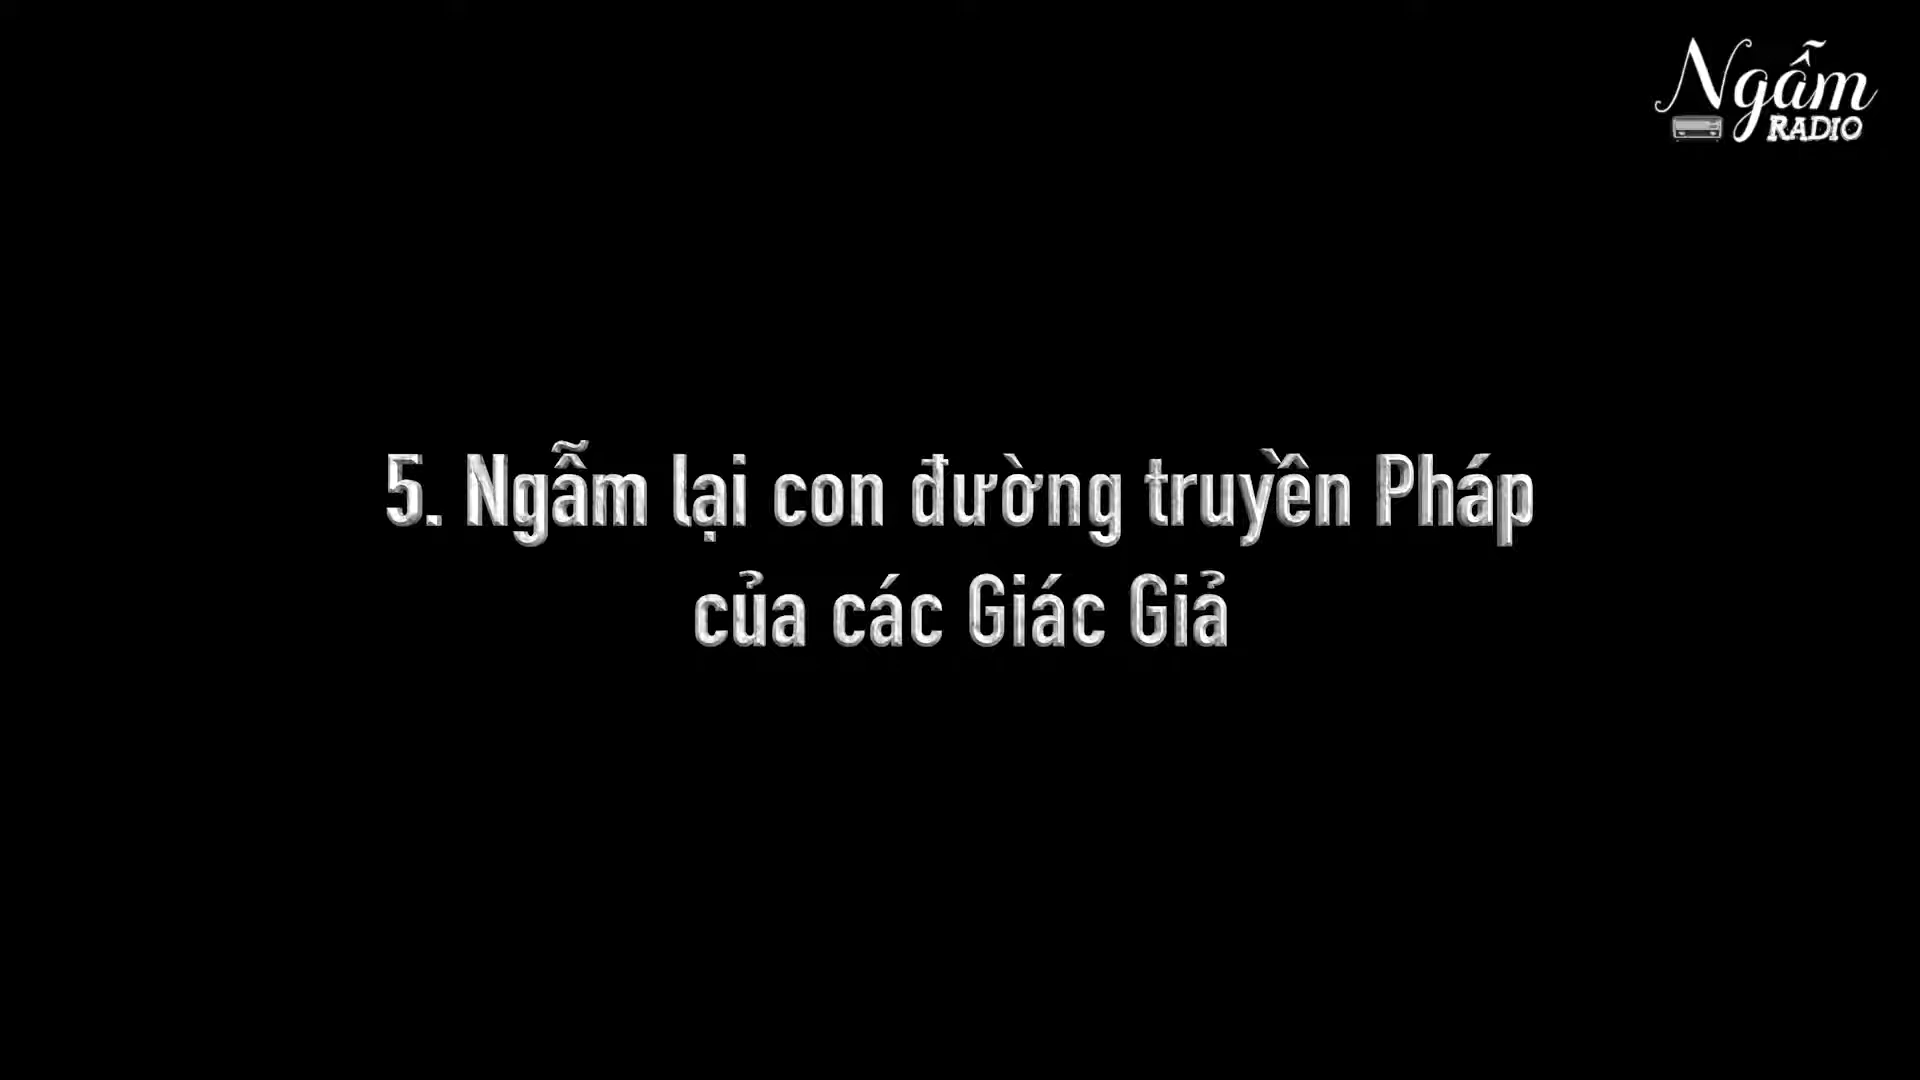 Ngẫm
RADIO
5. Ngẫm lại con đường truyền Pháp
của các Giác Giả